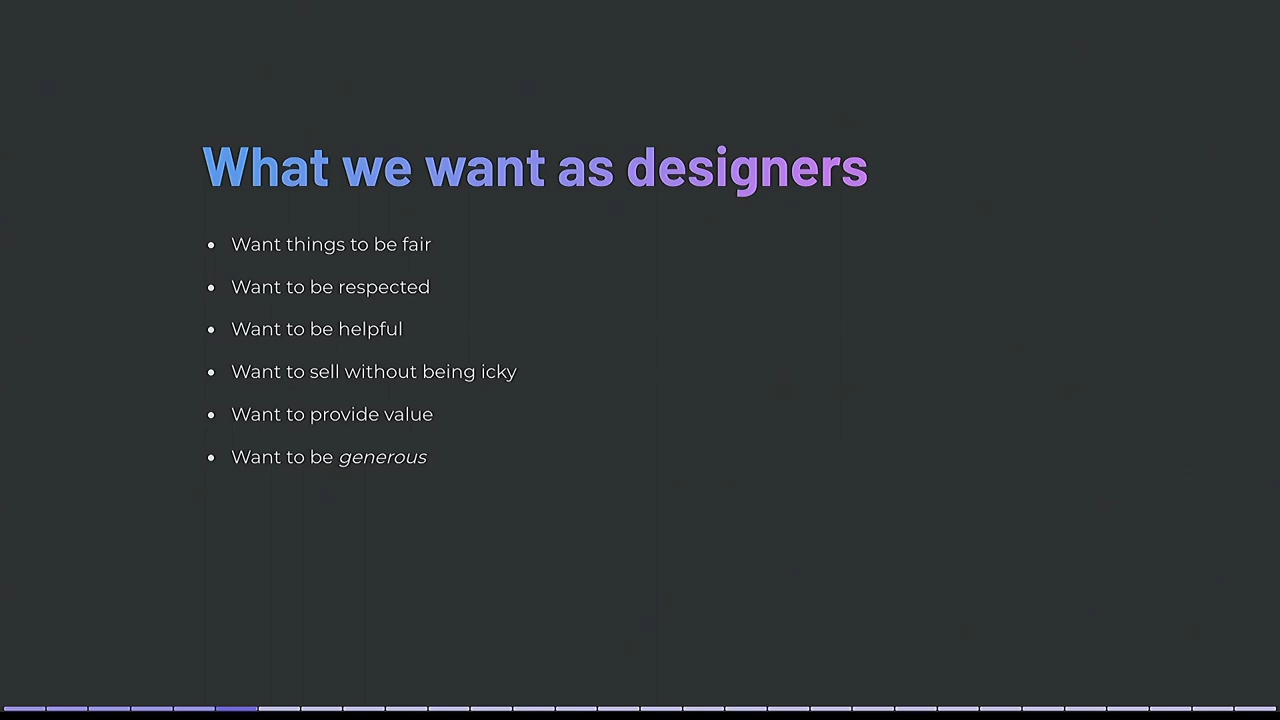 What we want as designers
Want things to be fair
Want to be respected
Want to be helpful
Want to sell without being icky
Want to provide value
Want to be generous